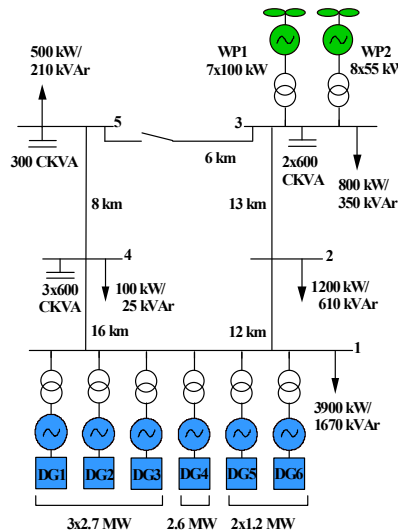 500 kW/
210 kVAr
WP1
7x100 kW
WP2
8x55 kW
5
3
300 CKVA
6 km
2x600
CKVA
800 kW/
350 kVAr
8 km
13 km
4
2
3x600
CKVA
100 kW/
25 kVAr
1200 kW/
610 kVAr
16 km
12 km
1
3900 kW/
1670 kVAr
DG1
DG2
DG3
DG4
DG5
DG6
3x2.7 MW
2.6 MW
2x1.2 MW